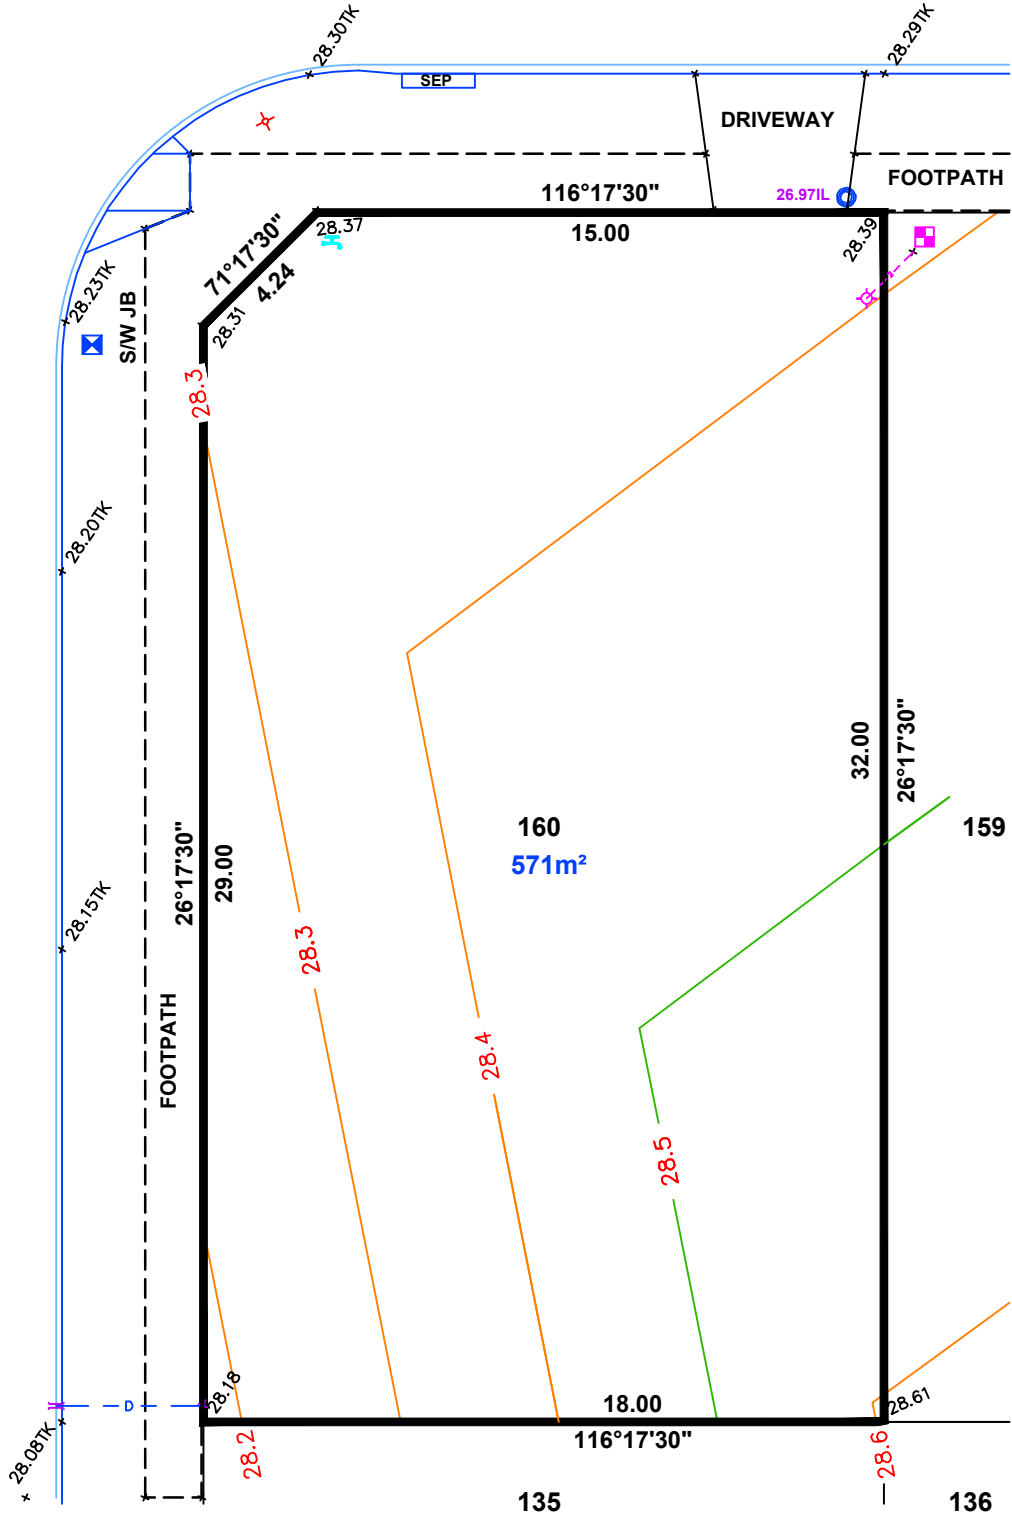 28.30TK
28.29TK
SEP
DRIVEWAY
FOOTPATH
116°17'30"
26.97IL
28.37
15.00
28.39
71°17'30"
4.24
28.23TK
28.31
S/W JB
28.3
28.20TK
32.00
26°17'30"
160
159
571m²
26°17'30"
29.00
28.15TK
28.3
FOOTPATH
28.4
28.5
28.18
D
18.00
28.61
28.08TK
28.2
116°17'30"
28.6
135
136